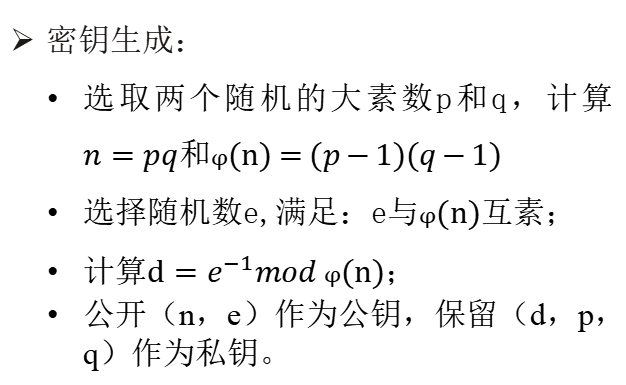 ➢ 密钥生成：
• 选取两个随机的大素数p和q，计算
n = pq和φ(n) = (p − 1)(q − 1)
• 选择随机数e,满足：e与φ(n)互素；
• 计算d = e⁻¹mod φ(n)；
• 公开（n，e）作为公钥，保留（d，p，
q）作为私钥。